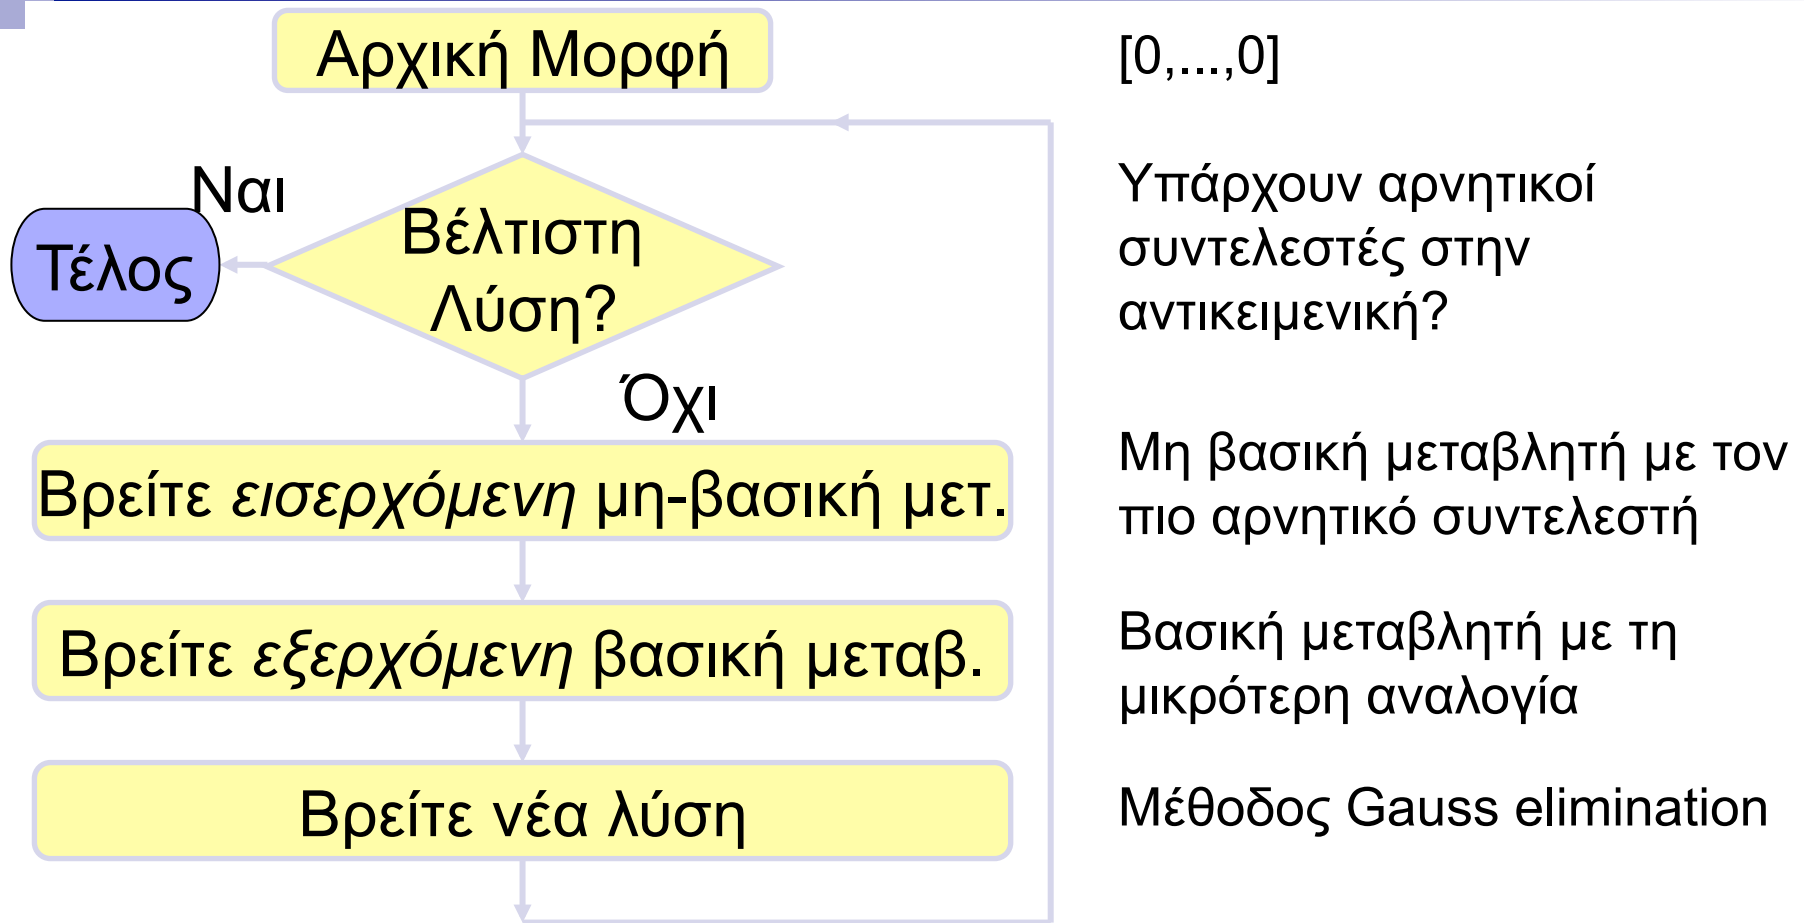 Αρχική Μορφή
[0,...,0]
Ναι
Τέλος
Βέλτιστη
Λύση?
Υπάρχουν αρνητικοί
συντελεστές στην
αντικειμενική?
Όχι
Βρείτε εισερχόμενη μη-βασική μετ.
Μη βασική μεταβλητή με τον
πιο αρνητικό συντελεστή
Βρείτε εξερχόμενη βασική μεταβ.
Βασική μεταβλητή με τη
μικρότερη αναλογία
Βρείτε νέα λύση
Μέθοδος Gauss elimination